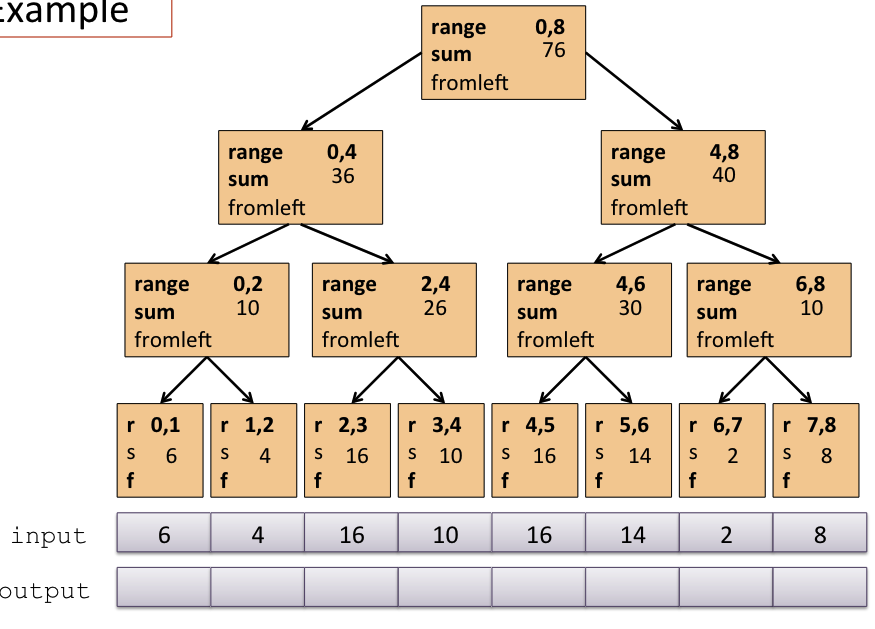 Example
range 0,8
sum 76
fromleft
range 0,4
sum 36
fromleft
range 4,8
sum 40
fromleft
range 0,2
sum 10
fromleft
range 2,4
sum 26
fromleft
range 4,6
sum 30
fromleft
range 6,8
sum 10
fromleft
r 0,1
s 6
f
r 1,2
s 4
f
r 2,3
s 16
f
r 3,4
s 10
f
r 4,5
s 16
f
r 5,6
s 14
f
r 6,7
s 2
f
r 7,8
s 8
f
input 6 4 16 10 16 14 2 8
output